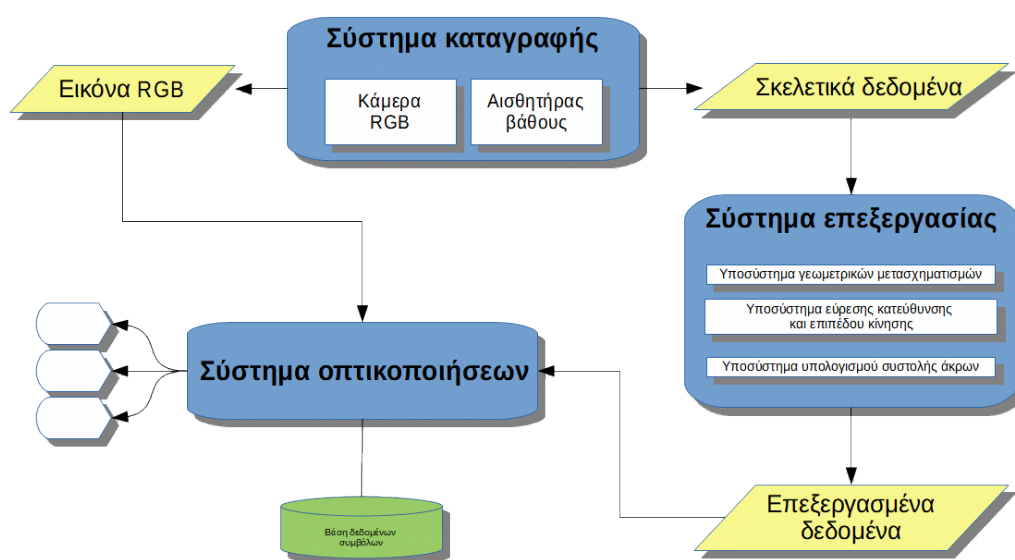 Σύστημα καταγραφής
Εικόνα RGB
Κάμερα
RGB
Αισθητήρας
βάθους
Σκελετικά δεδομένα
Σύστημα επεξεργασίας
Υποσύστημα γεωμετρικών μετασχηματισμών
Υποσύστημα εύρεσης κατεύθυνσης
και επιπέδου κίνησης
Υποσύστημα υπολογισμού συστολής άκρων
Σύστημα οπτικοποιήσεων
Επεξεργασμένα
δεδομένα
Βάση δεδομένων
συμβόλων